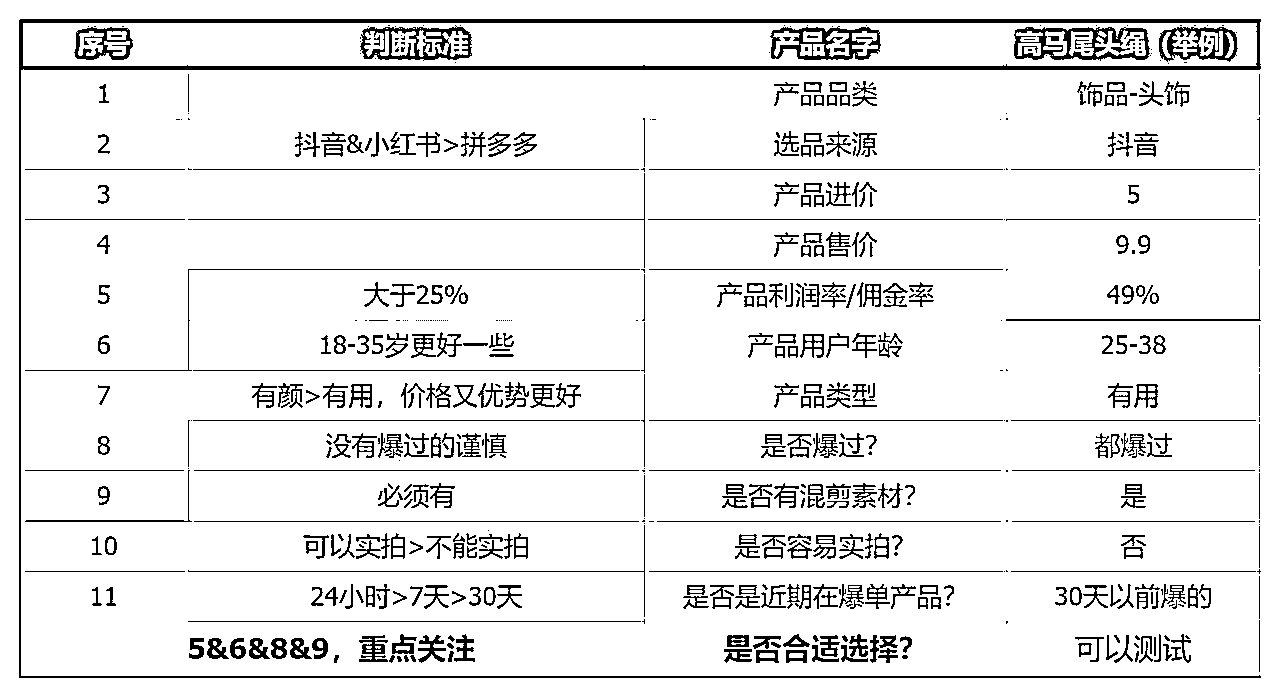 序号 判断标准 产品名字 高马尾头绳（举例）
1 产品品类 饰品-头饰
2 抖音&小红书>拼多多 选品来源 抖音
3 产品进价 5
4 产品售价 9.9
5 大于25% 产品利润率/佣金率 49%
6 18-35岁更好一些 产品用户年龄 25-38
7 有颜>有用，价格又优势更好 产品类型 有用
8 没有爆过的谨慎 是否爆过？ 都爆过
9 必须有 是否有混剪素材？ 是
10 可以实拍>不能实拍 是否容易实拍？ 否
11 24小时>7天>30天 是否是近期在爆单产品？ 30天以前爆的
5&6&8&9，重点关注 是否合适选择？ 可以测试